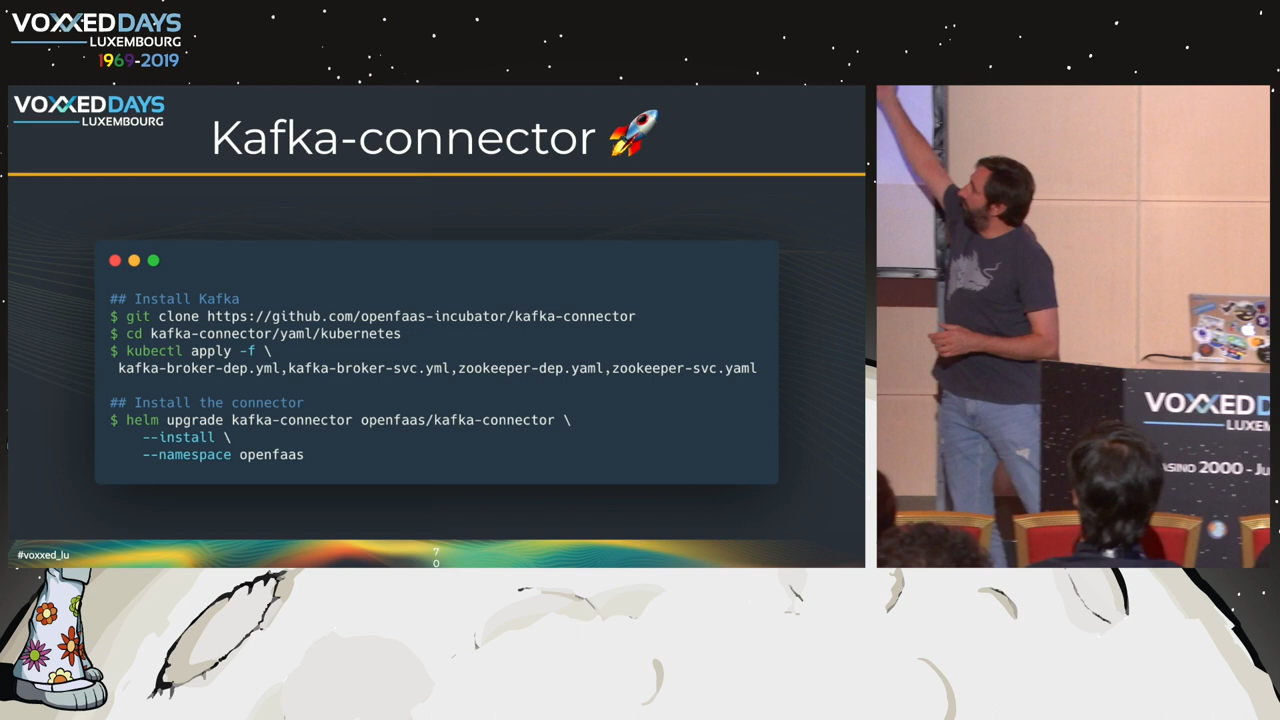 VOXXED DAYS
LUXEMBOURG
1969-2019
VOXXED DAYS
LUXEMBOURG
Kafka-connector 🚀
## Install Kafka
$ git clone https://github.com/openfaas-incubator/kafka-connector
$ cd kafka-connector/yaml/kubernetes
$ kubectl apply -f \
kafka-broker-dep.yml,kafka-broker-svc.yml,zookeeper-dep.yaml,zookeeper-svc.yaml
## Install the connector
$ helm upgrade kafka-connector openfaas/kafka-connector \
--install \
--namespace openfaas
#voxxed_lu
7
0
VOXXED D
LUXEM
ASINO 2000 - Ju